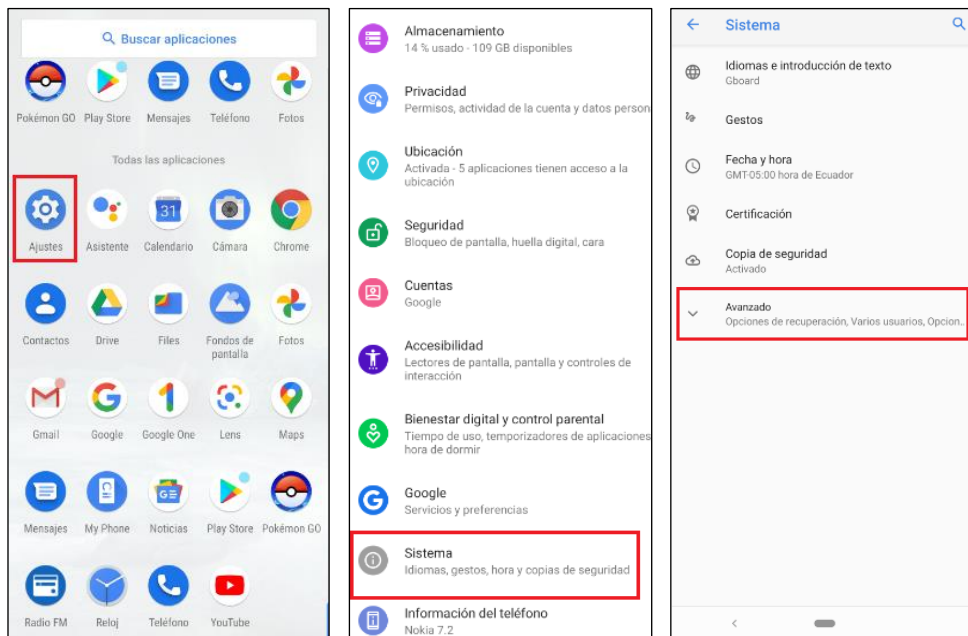 Buscar aplicaciones
Pokémon GO Play Store Mensajes Teléfono Fotos
Todas las aplicaciones
31
Ajustes Asistente Calendario Cámara Chrome
Contactos Drive Files Fondos de pantalla Fotos
Gmail Google Google One Lens Maps
Mensajes My Phone Noticias Play Store Pokémon GO
Radio FM Reloj Teléfono YouTube
Almacenamiento
14 % usado - 109 GB disponibles
Privacidad
Permisos, actividad de la cuenta y datos person
Ubicación
Activada - 5 aplicaciones tienen acceso a la
ubicación
Seguridad
Bloqueo de pantalla, huella digital, cara
Cuentas
Google
Accesibilidad
Lectores de pantalla, pantalla y controles de
interacción
Bienestar digital y control parental
Tiempo de uso, temporizadores de aplicaciones
hora de dormir
Google
Servicios y preferencias
Sistema
Idiomas, gestos, hora y copias de seguridad
Información del teléfono
Nokia 7.2
Sistema
Idiomas e introducción de texto
Gboard
Gestos
Fecha y hora
GMT-05:00 hora de Ecuador
Certificación
Copia de seguridad
Activado
Avanzado
Opciones de recuperación, Varios usuarios, Opcion..